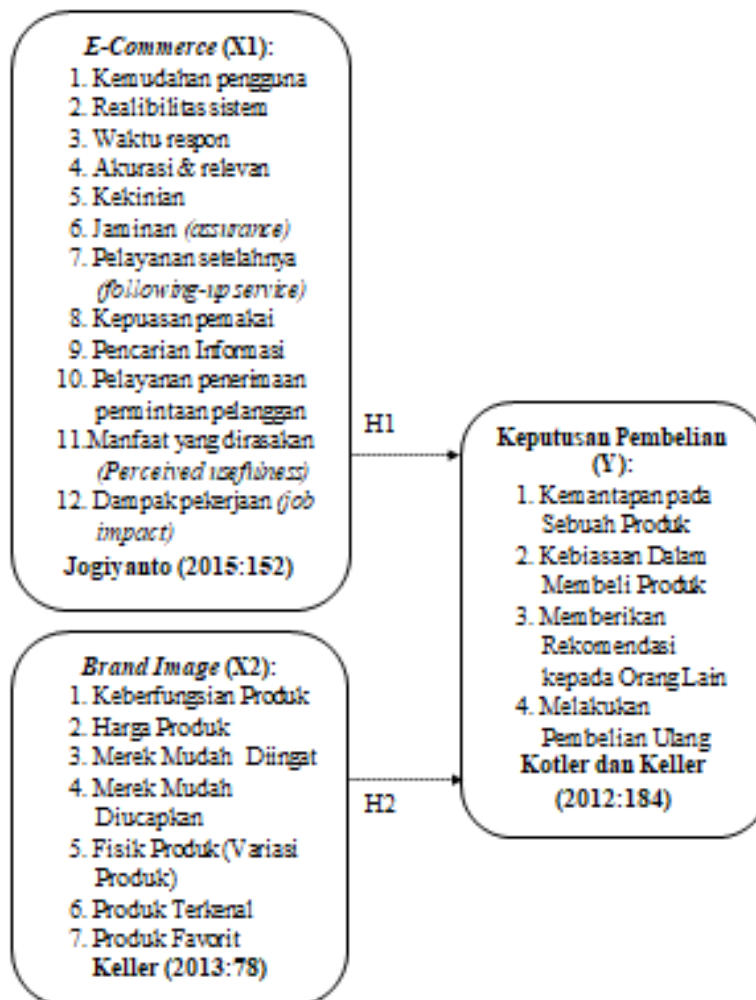 E-Commerce (X1):
1. Kemudahan pengguna
2. Realibilitas sistem
3. Waktu respon
4. Akurasi & relevan
5. Kekinian
6. Jaminan (assurance)
7. Pelayanan setelahnya
(following-up service)
8. Kepuasan pemakai
9. Pencarian Informasi
10. Pelayanan penerimaan
permintaan pelanggan
11.Manfaat yang dirasakan
(Perceived usefulness)
12. Dampak pekerjaan (job
impact)
Jogiyanto (2015:152)
H1
Brand Image (X2):
1. Keberfungsian Produk
2. Harga Produk
3. Merek Mudah Diingat
4. Merek Mudah
Diucapkan
5. Fisik Produk (Variasi
Produk)
6. Produk Terkenal
7. Produk Favorit
Keller (2013:78)
H2
Keputusan Pembelian
(Y):
1. Kemantapan pada
Sebuah Produk
2. Kebiasaan Dalam
Membeli Produk
3. Memberikan
Rekomendasi
kepada Orang Lain
4. Melakukan
Pembelian Ulang
Kotler dan Keller
(2012:184)